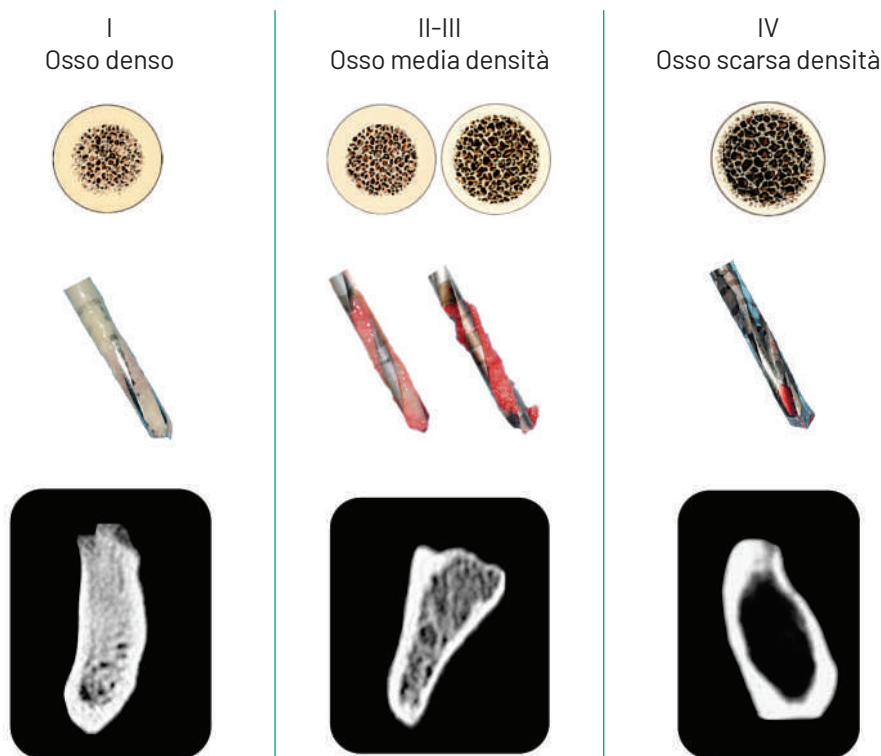 I
Osso denso
II-III
Osso media densità
IV
Osso scarsa densità